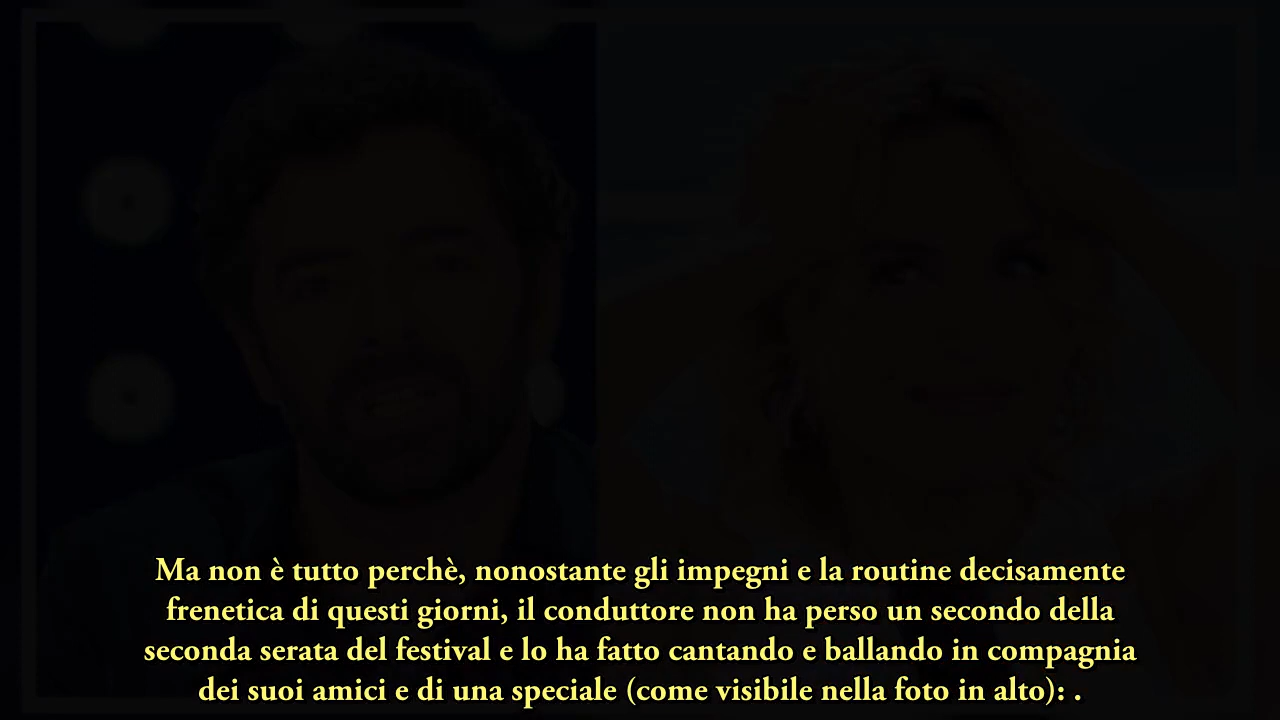 Ma non è tutto perchè, nonostante gli impegni e la routine decisamente
frenetica di questi giorni, il conduttore non ha perso un secondo della
seconda serata del festival e lo ha fatto cantando e ballando in compagnia
dei suoi amici e di una speciale (come visibile nella foto in alto): .